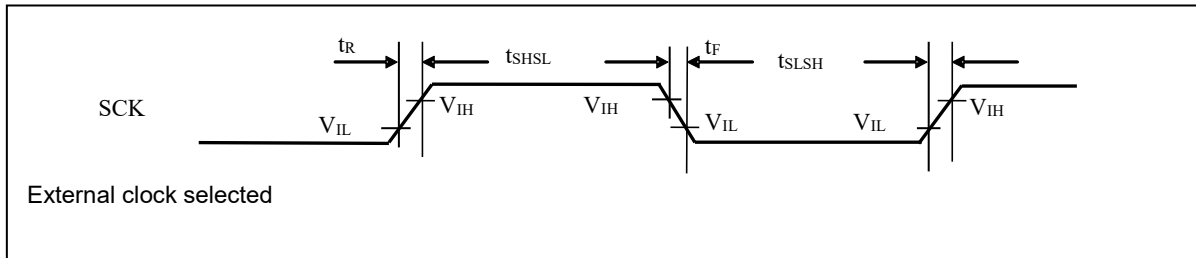 tR tSHSL tF tSLSH
SCK VIL VIH VIH VIL VIL VIH
External clock selected